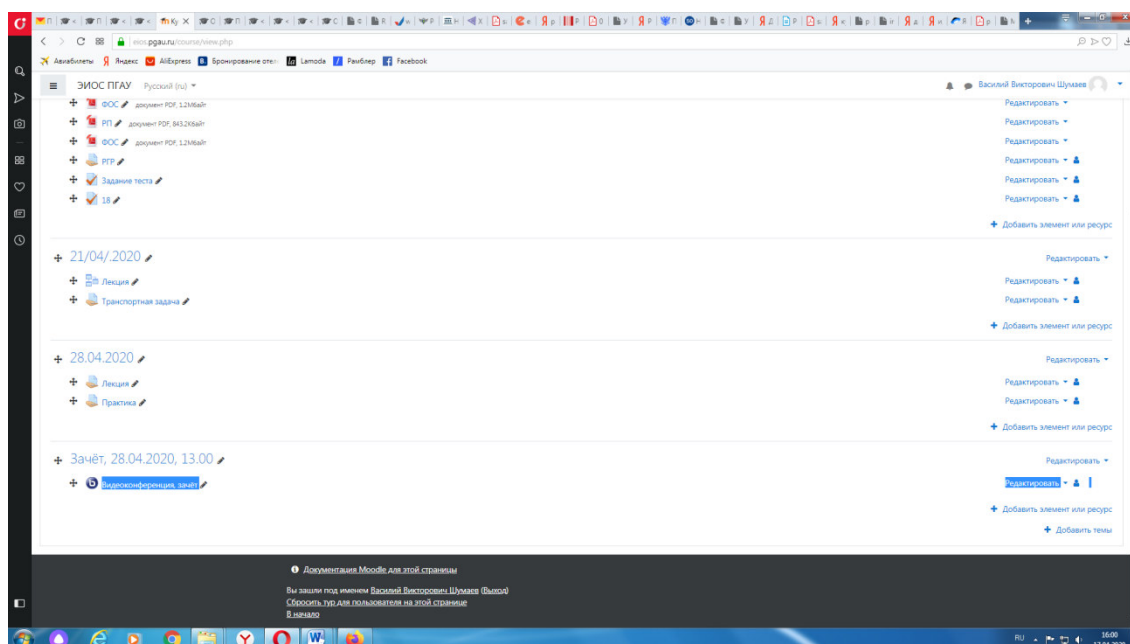 eios.pgau.ru/course/view.php
Авиабилеты Яндекс AliExpress Бронирование отел Lamoda Рамблер Facebook
ЭИОС ПГАУ Русский (ru) Василий Викторович Шумаев
ФОС документ PDF, 1.2Мбайт Редактировать
РП документ PDF, 843.2Кбайт Редактировать
ФОС документ PDF, 1.2Мбайт Редактировать
РГР Редактировать
Задание теста Редактировать
18 Редактировать
+ Добавить элемент или ресурс
21/04/.2020 Редактировать
Лекция Редактировать
Транспортная задача Редактировать
+ Добавить элемент или ресурс
28.04.2020 Редактировать
Лекция Редактировать
Практика Редактировать
+ Добавить элемент или ресурс
Зачёт, 28.04.2020, 13.00 Редактировать
Видеоконференция, зачёт Редактировать
+ Добавить элемент или ресурс
+ Добавить темы
Документация Moodle для этой страницы
Вы зашли под именем Василий Викторович Шумаев (Выход)
Сбросить тур для пользователя на этой странице
В начало
RU 16:00